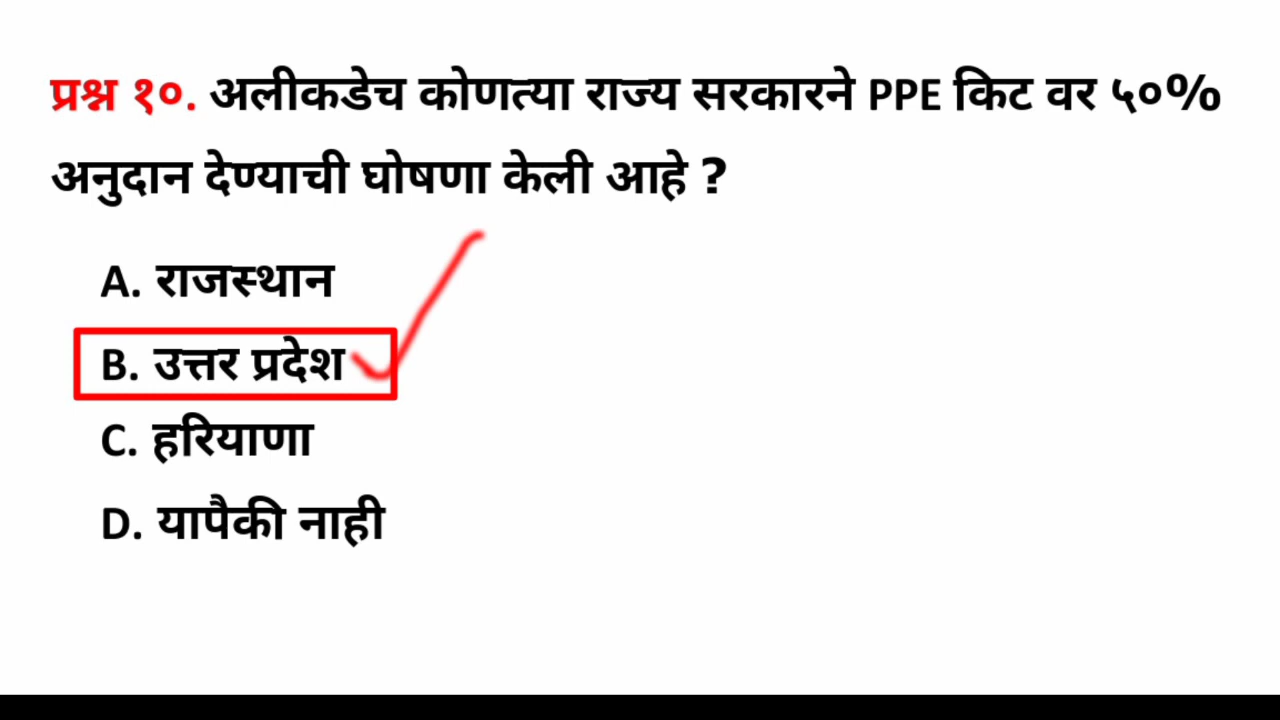 प्रश्न १०. अलीकडेच कोणत्या राज्य सरकारने PPE किट वर ५०%
अनुदान देण्याची घोषणा केली आहे ?
A. राजस्थान
B. उत्तर प्रदेश
C. हरियाणा
D. यापैकी नाही